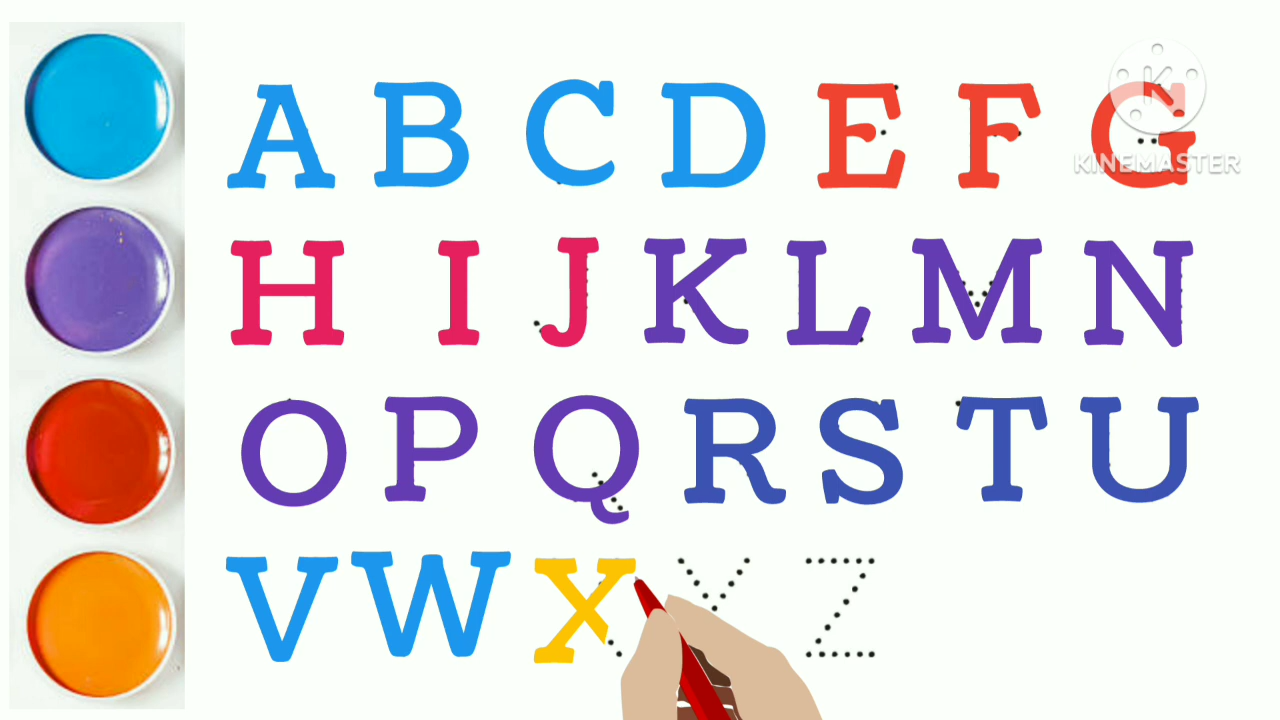 A B C D E F G
KINEMASTER
H I J K L M N
O P Q R S T U
V W X Y Z